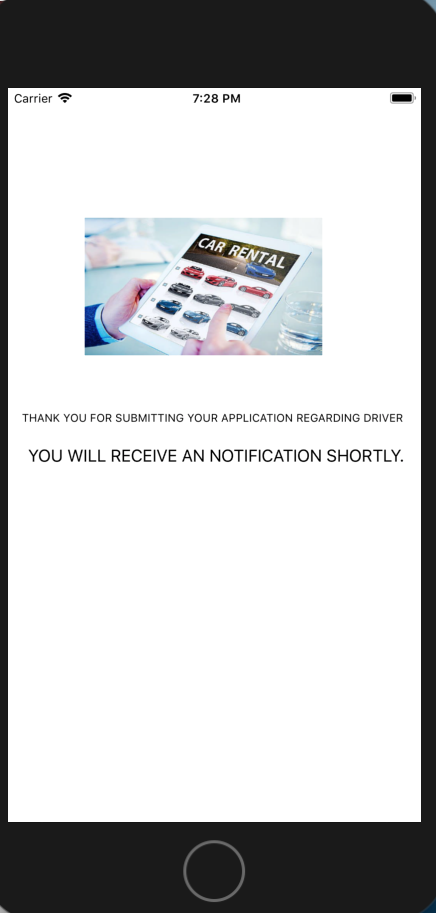 Carrier
7:28 PM
CAR RENTAL
THANK YOU FOR SUBMITTING YOUR APPLICATION REGARDING DRIVER
YOU WILL RECEIVE AN NOTIFICATION SHORTLY.